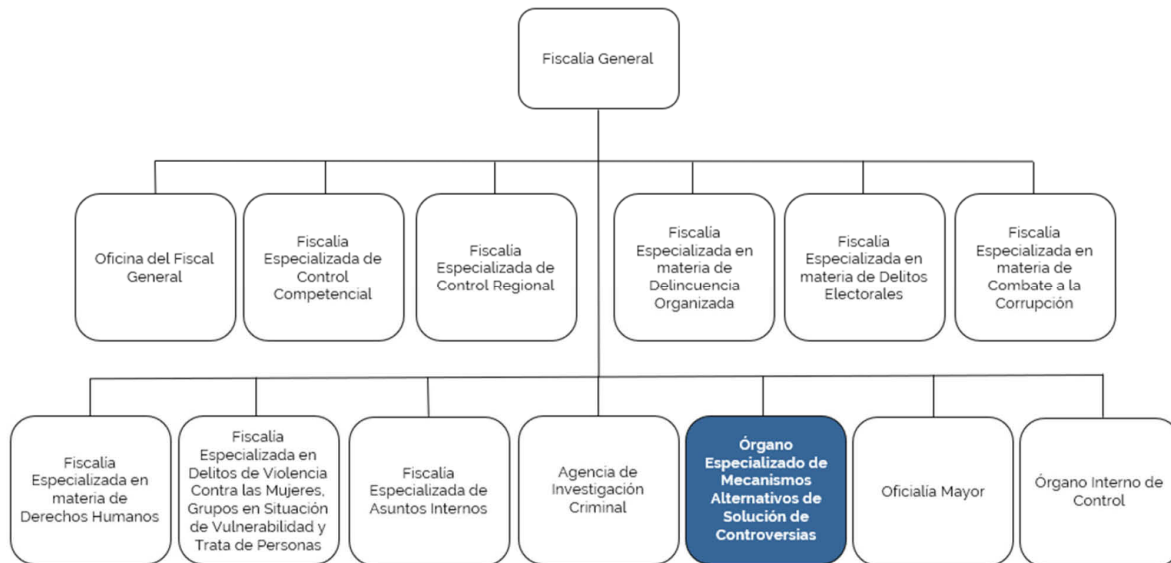 Fiscalía General
Oficina del Fiscal
General
Fiscalía
Especializada de
Control
Competencial
Fiscalía
Especializada de
Control Regional
Fiscalía
Especializada en
materia de
Delincuencia
Organizada
Fiscalía
Especializada en
materia de Delitos
Electorales
Fiscalía
Especializada en
materia de
Combate a la
Corrupción
Fiscalía
Especializada en
materia de
Derechos Humanos
Fiscalía
Especializada en
Delitos de Violencia
Contra las Mujeres,
Grupos en Situación
de Vulnerabilidad y
Trata de Personas
Fiscalía
Especializada de
Asuntos Internos
Agencia de
Investigación
Criminal
Órgano
Especializado de
Mecanismos
Alternativos de
Solución de
Controversias
Oficialía Mayor
Órgano Interno de
Control